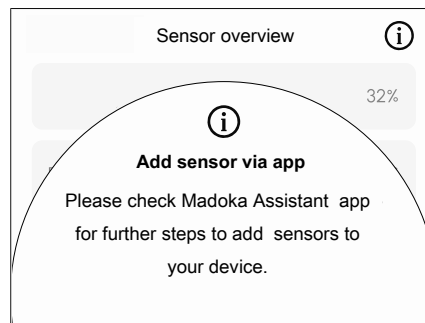 Sensor overview
32%
Add sensor via app
Please check Madoka Assistant app
for further steps to add sensors to
your device.